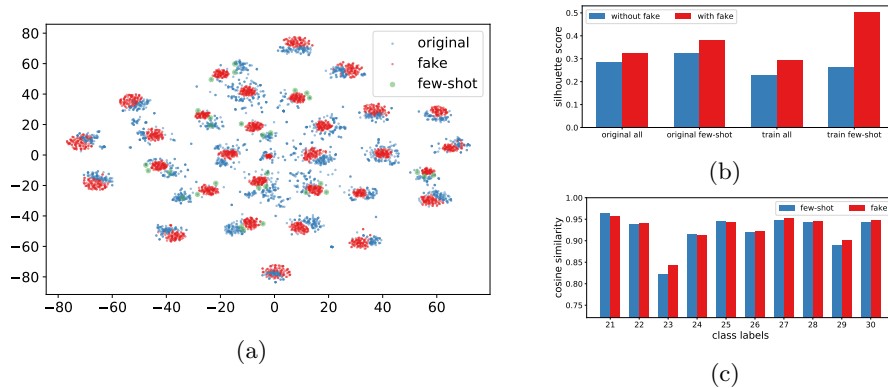 80
60
40
20
0
−20
−40
−60
−80
−80 −60 −40 −20 0 20 40 60
original
fake
few-shot
(a)
silhouette score
0.5
0.4
0.3
0.2
0.1
0.0
without fake with fake
original all original few-shot train all train few-shot
(b)
cosine similarity
1.00
0.95
0.90
0.85
0.80
0.75
few-shot fake
21 22 23 24 25 26 27 28 29 30
class labels
(c)